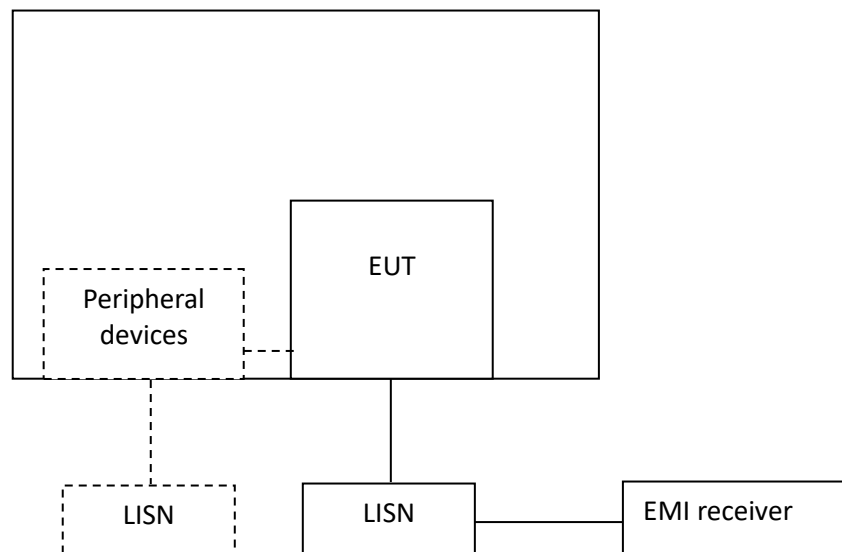 EUT
Peripheral
devices
LISN
LISN
EMI receiver